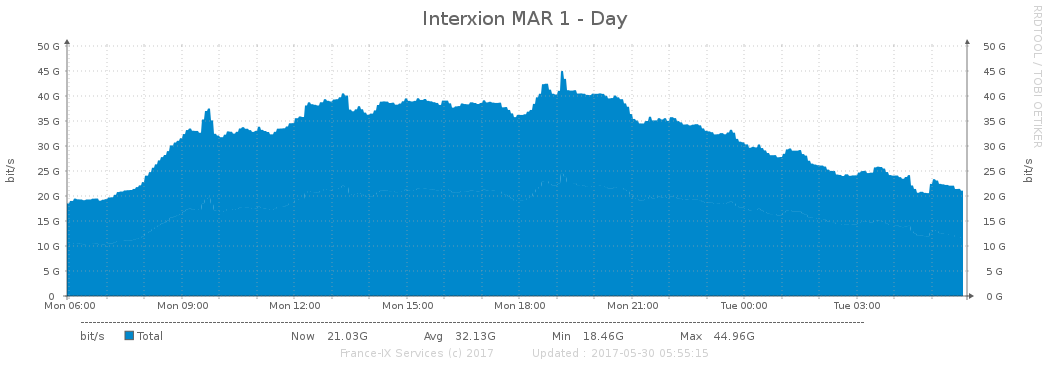 Interxion MAR 1 - Day
RRDTOOL / TOBI OETIKER
bit/s
50 G
45 G
40 G
35 G
30 G
25 G
20 G
15 G
10 G
5 G
0
50 G
45 G
40 G
35 G
30 G
25 G
20 G
15 G
10 G
5 G
0 G
bit/s
Mon 06:00 Mon 09:00 Mon 12:00 Mon 15:00 Mon 18:00 Mon 21:00 Tue 00:00 Tue 03:00
bit/s Total Now 21.03G Avg 32.13G Min 18.46G Max 44.96G
France-IX Services (c) 2017 Updated : 2017-05-30 05:55:15